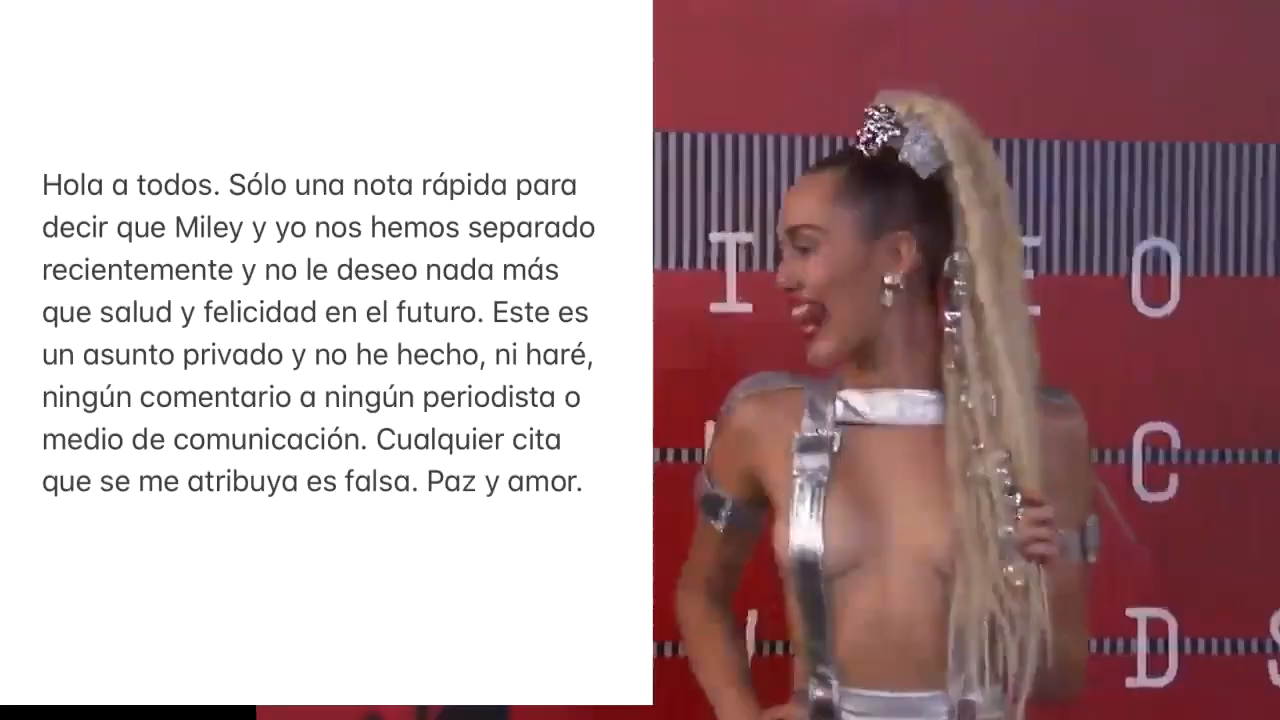 Hola a todos. Sólo una nota rápida para
decir que Miley y yo nos hemos separado
recientemente y no le deseo nada más
que salud y felicidad en el futuro. Este es
un asunto privado y no he hecho, ni haré,
ningún comentario a ningún periodista o
medio de comunicación. Cualquier cita
que se me atribuya es falsa. Paz y amor.
I E O
C
D S